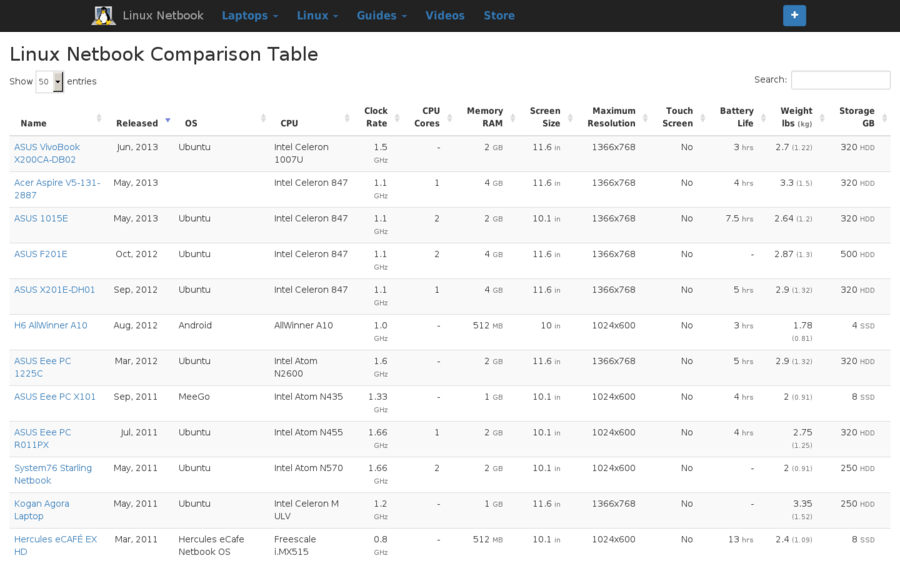 Linux Netbook Laptops Linux Guides Videos Store +
Linux Netbook Comparison Table
Show 50 entries Search:
Name Released OS CPU Clock Rate CPU Cores Memory RAM Screen Size Maximum Resolution Touch Screen Battery Life Weight lbs (kg) Storage GB
ASUS VivoBook X200CA-DB02 Jun, 2013 Ubuntu Intel Celeron 1007U 1.5 GHz - 2 GB 11.6 in 1366x768 No 3 hrs 2.7 (1.22) 320 HDD
Acer Aspire V5-131-2887 May, 2013 Intel Celeron 847 1.1 GHz 1 4 GB 11.6 in 1366x768 No 4 hrs 3.3 (1.5) 320 HDD
ASUS 1015E May, 2013 Ubuntu Intel Celeron 847 1.1 GHz 2 2 GB 10.1 in 1366x768 No 7.5 hrs 2.64 (1.2) 320 HDD
ASUS F201E Oct, 2012 Ubuntu Intel Celeron 847 1.1 GHz 2 4 GB 11.6 in 1366x768 No - 2.87 (1.3) 500 HDD
ASUS X201E-DH01 Sep, 2012 Ubuntu Intel Celeron 847 1.1 GHz 1 4 GB 11.6 in 1366x768 No 5 hrs 2.9 (1.32) 320 HDD
H6 AllWinner A10 Aug, 2012 Android AllWinner A10 1.0 GHz - 512 MB 10 in 1024x600 No 3 hrs 1.78 (0.81) 4 SSD
ASUS Eee PC 1225C Mar, 2012 Ubuntu Intel Atom N2600 1.6 GHz - 2 GB 11.6 in 1366x768 No 5 hrs 2.9 (1.32) 320 HDD
ASUS Eee PC X101 Sep, 2011 MeeGo Intel Atom N435 1.33 GHz - 1 GB 10.1 in 1024x600 No 4 hrs 2 (0.91) 8 SSD
ASUS Eee PC R011PX Jul, 2011 Ubuntu Intel Atom N455 1.66 GHz 1 2 GB 10.1 in 1024x600 No 4 hrs 2.75 (1.25) 320 HDD
System76 Starling Netbook May, 2011 Ubuntu Intel Atom N570 1.66 GHz 2 2 GB 10.1 in 1024x600 No - 2 (0.91) 250 HDD
Kogan Agora Laptop May, 2011 Ubuntu Intel Celeron M ULV 1.2 GHz - 1 GB 11.6 in 1366x768 No - 3.35 (1.52) 250 HDD
Hercules eCAFÉ EX HD Mar, 2011 Hercules eCafe Netbook OS Freescale i.MX515 0.8 GHz - 512 MB 10.1 in 1024x600 No 13 hrs 2.4 (1.09) 8 SSD